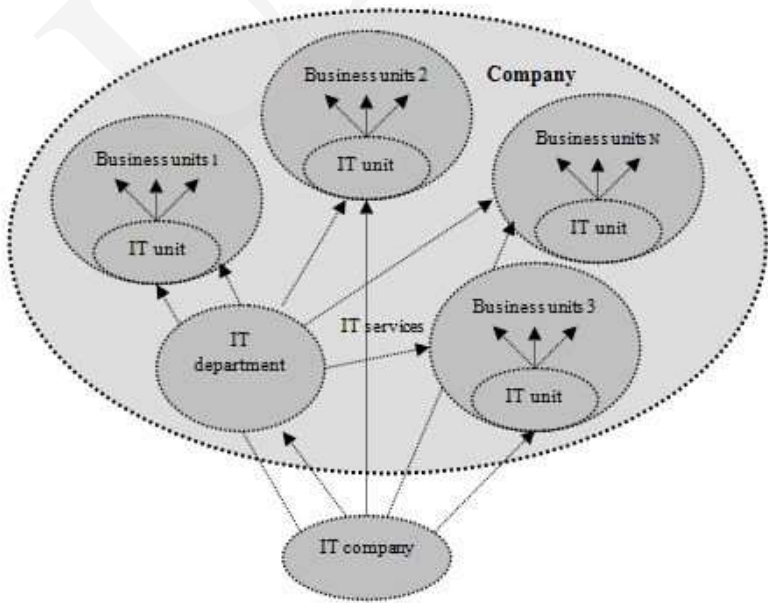 Business units 2
Company
IT unit
Business units N
Business units 1
IT unit
IT unit
Business units 3
IT services
IT
department
IT unit
IT company